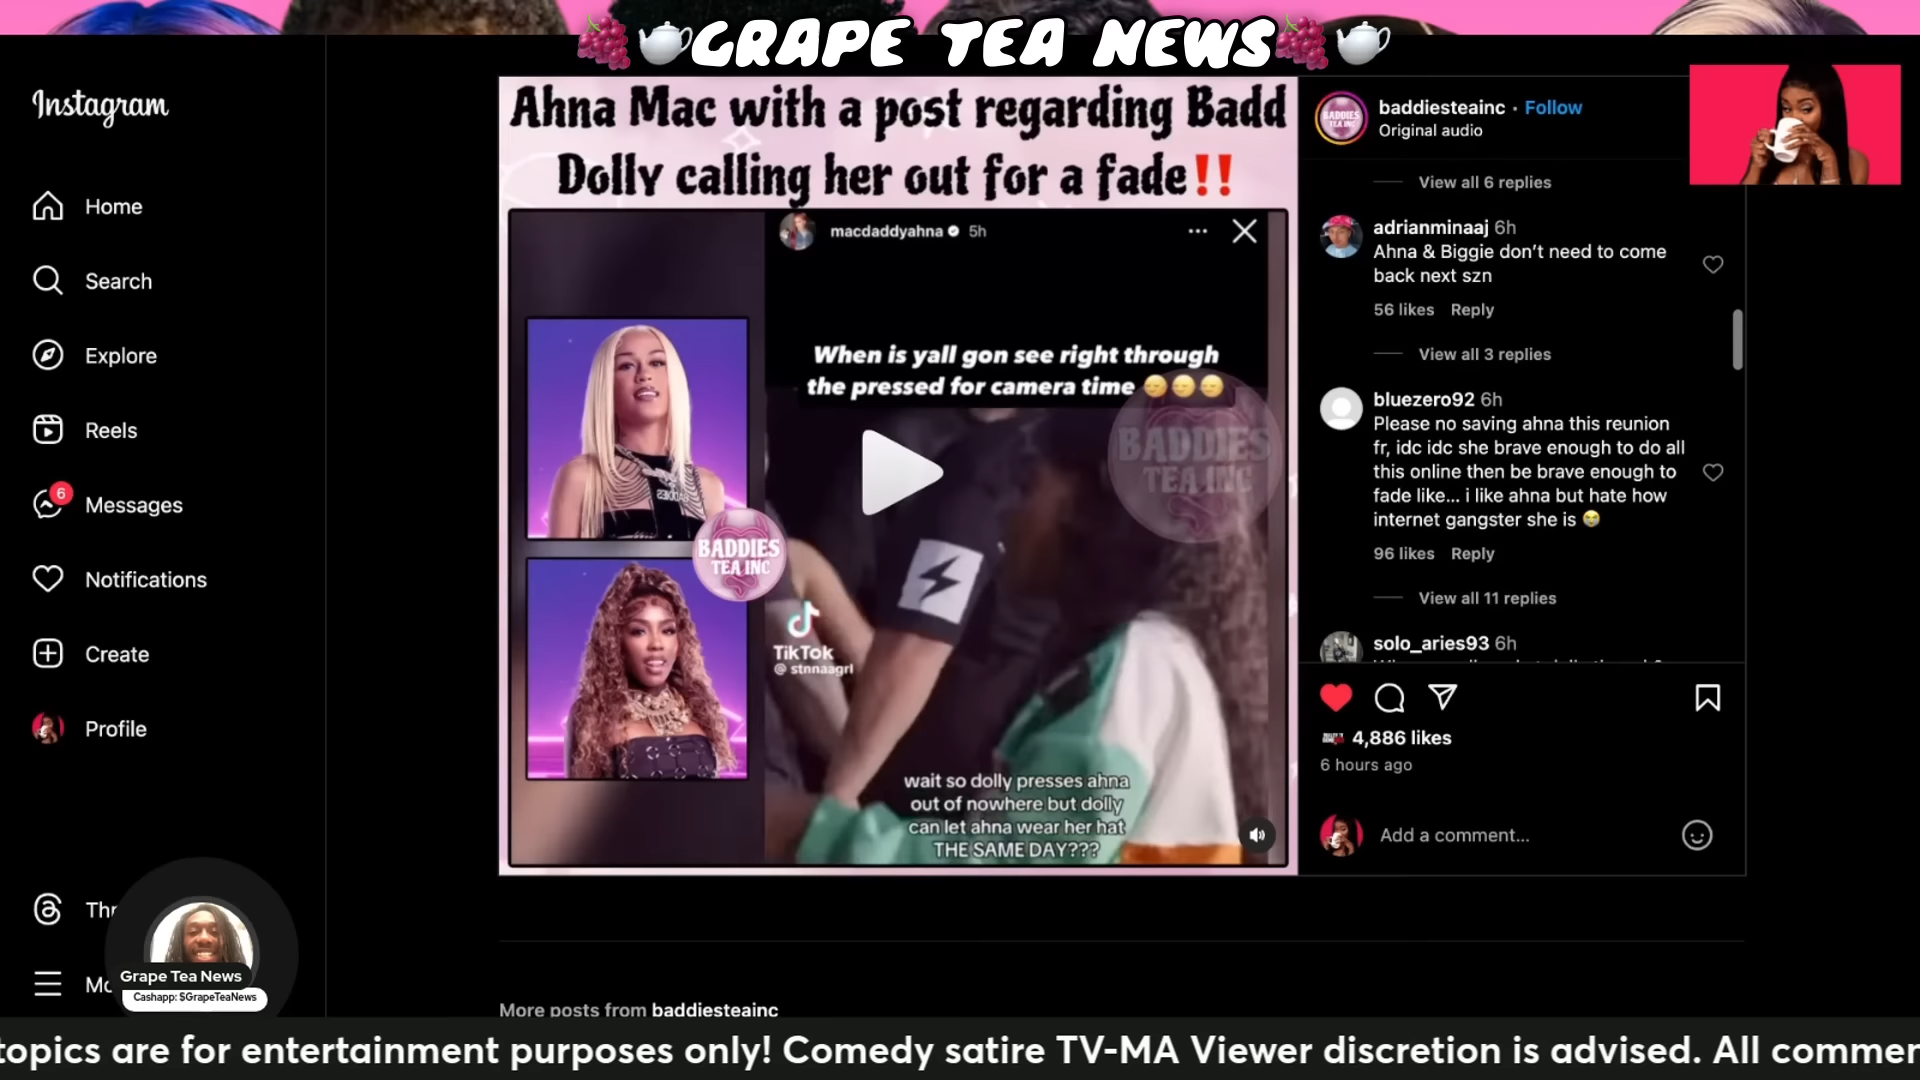 GRAPE TEA NEWS
Instagram
Home
Search
Explore
Reels
6
Messages
Notifications
Create
Profile
Thr
Mo
Grape Tea News
Cashapp: $GrapeTeaNews
Ahna Mac with a post regarding Badd
Dolly calling her out for a fade‼️
macdaddyahna 5h
When is yall gon see right through
the pressed for camera time 😑😑😑
BADDIES
TEA INC
BADDIES
TEA INC
TikTok
@ stnnaagrl
wait so dolly presses ahna
out of nowhere but dolly
can let ahna wear her hat
THE SAME DAY???
baddiesteainc • Follow
Original audio
View all 6 replies
adrianminaaj 6h
Ahna & Biggie don’t need to come
back next szn
56 likes Reply
View all 3 replies
bluezero92 6h
Please no saving ahna this reunion
fr, idc idc she brave enough to do all
this online then be brave enough to
fade like... i like ahna but hate how
internet gangster she is 😭
96 likes Reply
View all 11 replies
solo_aries93 6h
4,886 likes
6 hours ago
Add a comment...
More posts from baddiesteainc
topics are for entertainment purposes only! Comedy satire TV-MA Viewer discretion is advised. All commen